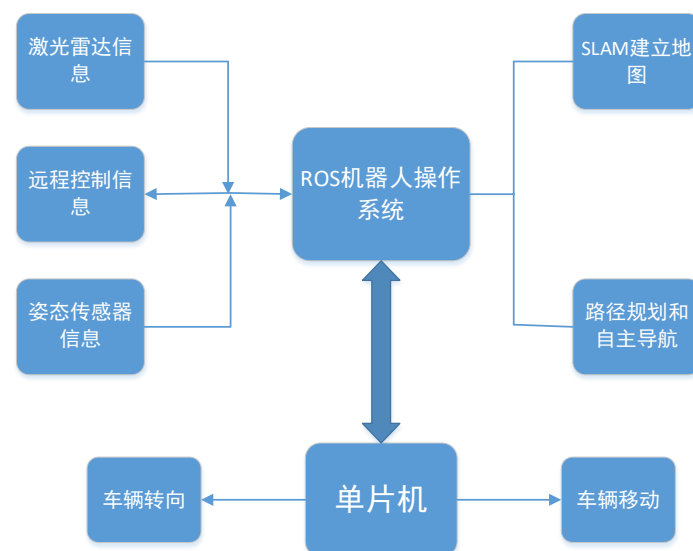 激光雷达信
息
SLAM建立地
图
远程控制信
息
ROS机器人操作
系统
姿态传感器
信息
路径规划和
自主导航
车辆转向
单片机
车辆移动